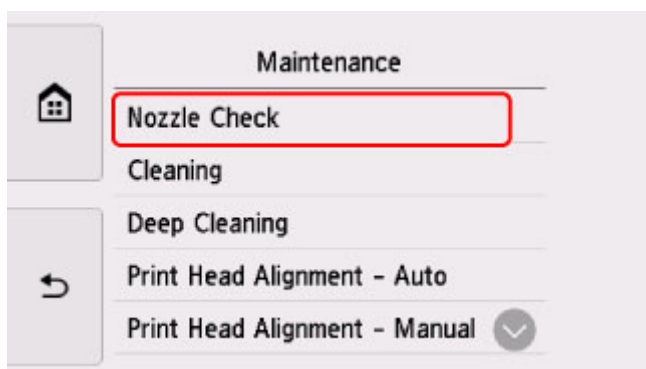 Maintenance
Nozzle Check
Cleaning
Deep Cleaning
Print Head Alignment - Auto
Print Head Alignment - Manual